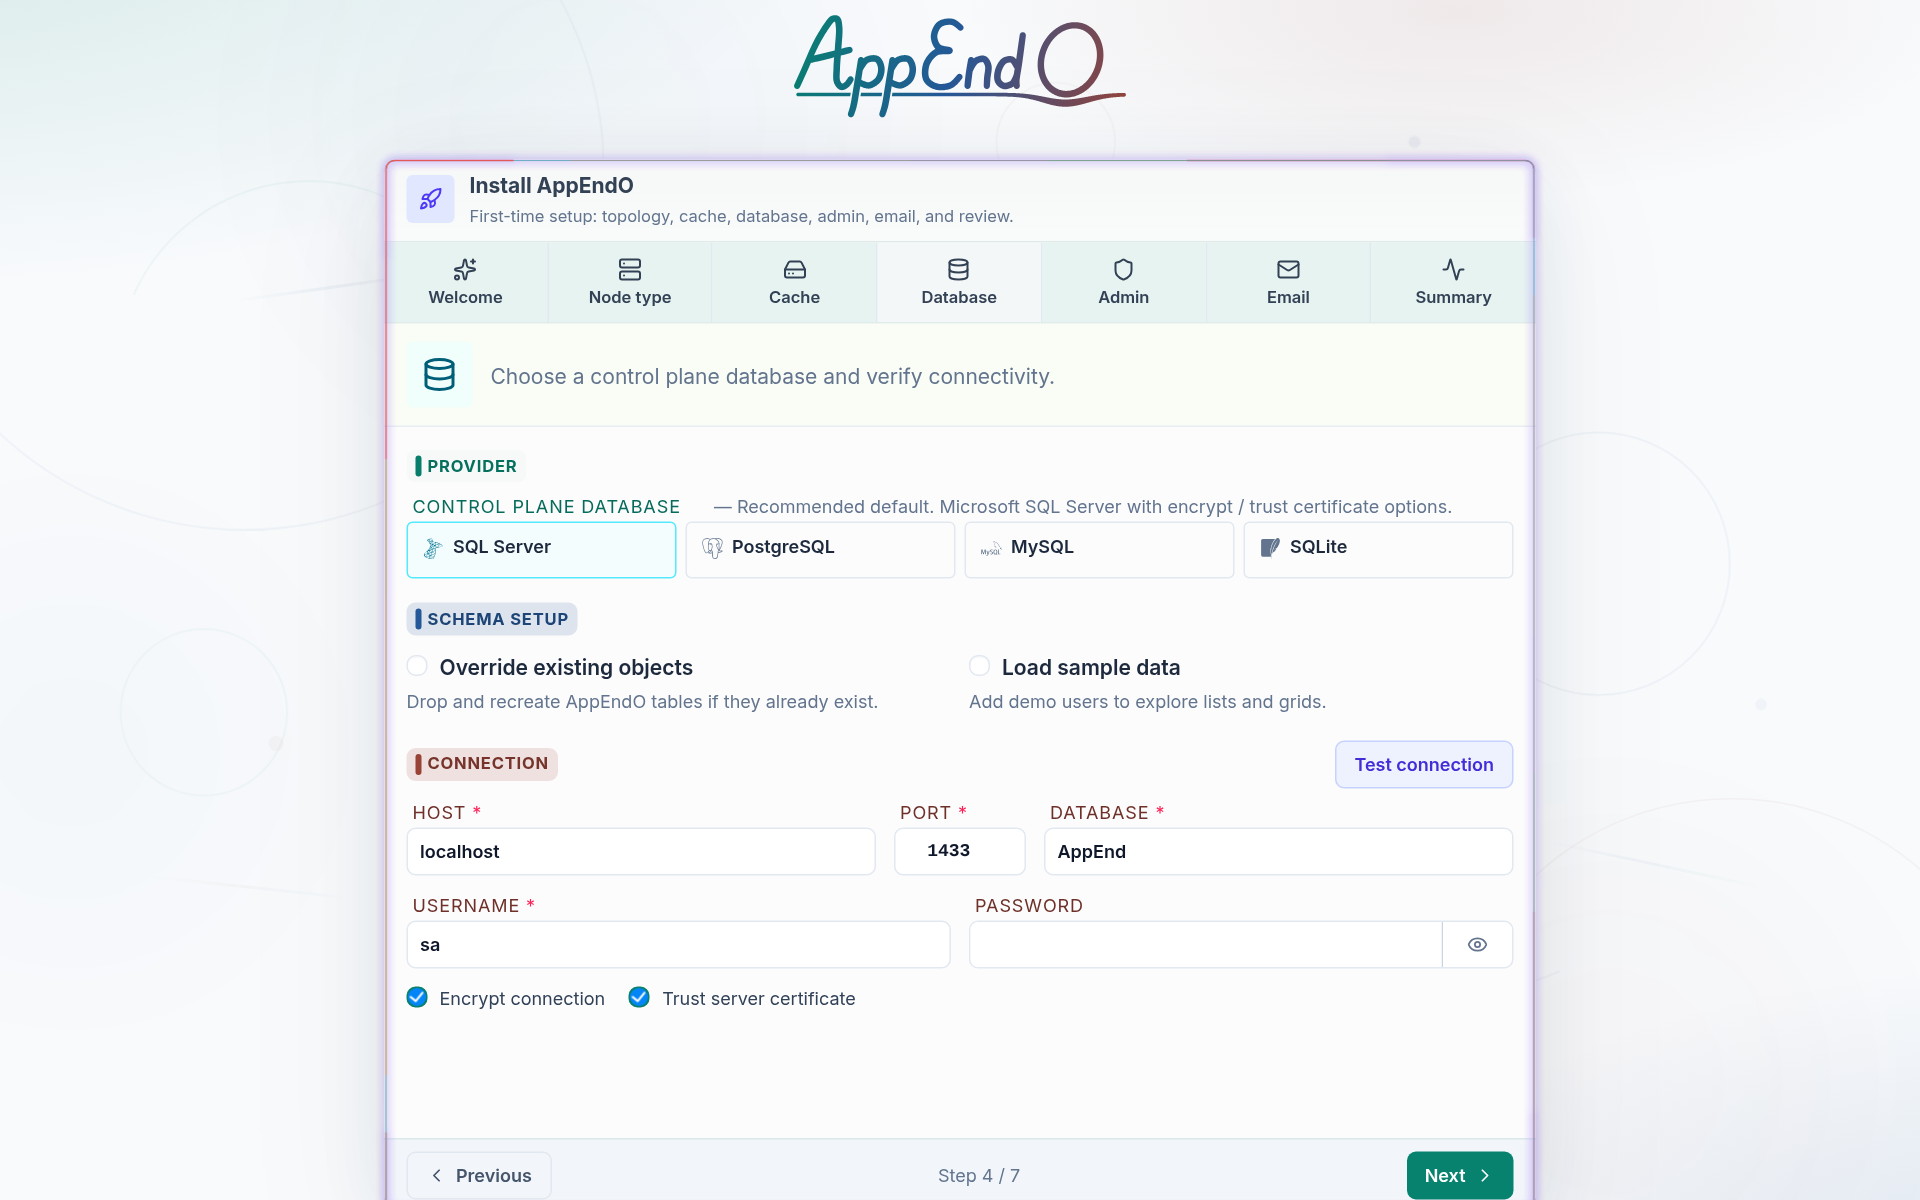 AppEndO
Install AppEndO
First-time setup: topology, cache, database, admin, email, and review.
Welcome
Node type
Cache
Database
Admin
Email
Summary
Choose a control plane database and verify connectivity.
PROVIDER
CONTROL PLANE DATABASE — Recommended default. Microsoft SQL Server with encrypt / trust certificate options.
SQL Server
PostgreSQL
MySQL MySQL
SQLite
SCHEMA SETUP
Override existing objects
Drop and recreate AppEndO tables if they already exist.
Load sample data
Add demo users to explore lists and grids.
CONNECTION
Test connection
HOST *
localhost
PORT *
1433
DATABASE *
AppEnd
USERNAME *
sa
PASSWORD
Encrypt connection
Trust server certificate
Previous
Step 4 / 7
Next